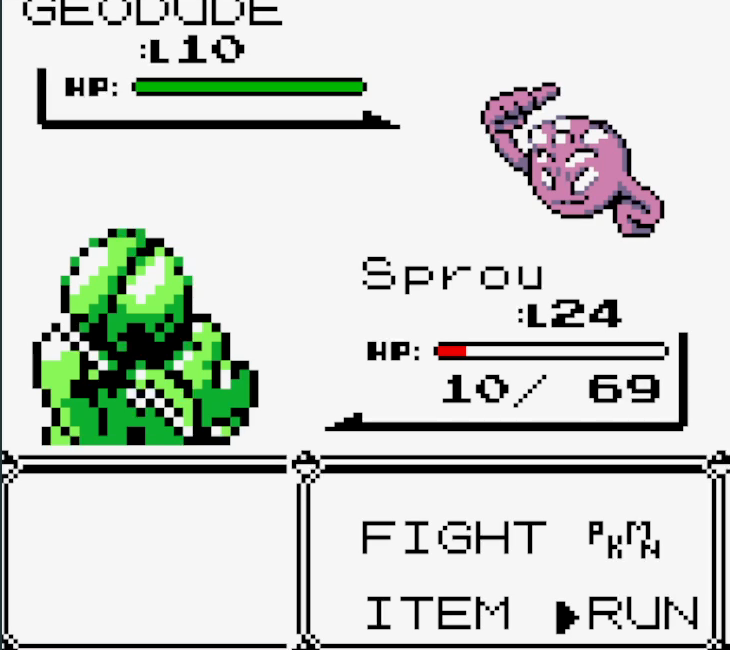 GEODUDE
:L10
HP:
Sprou
:L24
HP:
10/ 69
FIGHT PKMN
ITEM ▶RUN